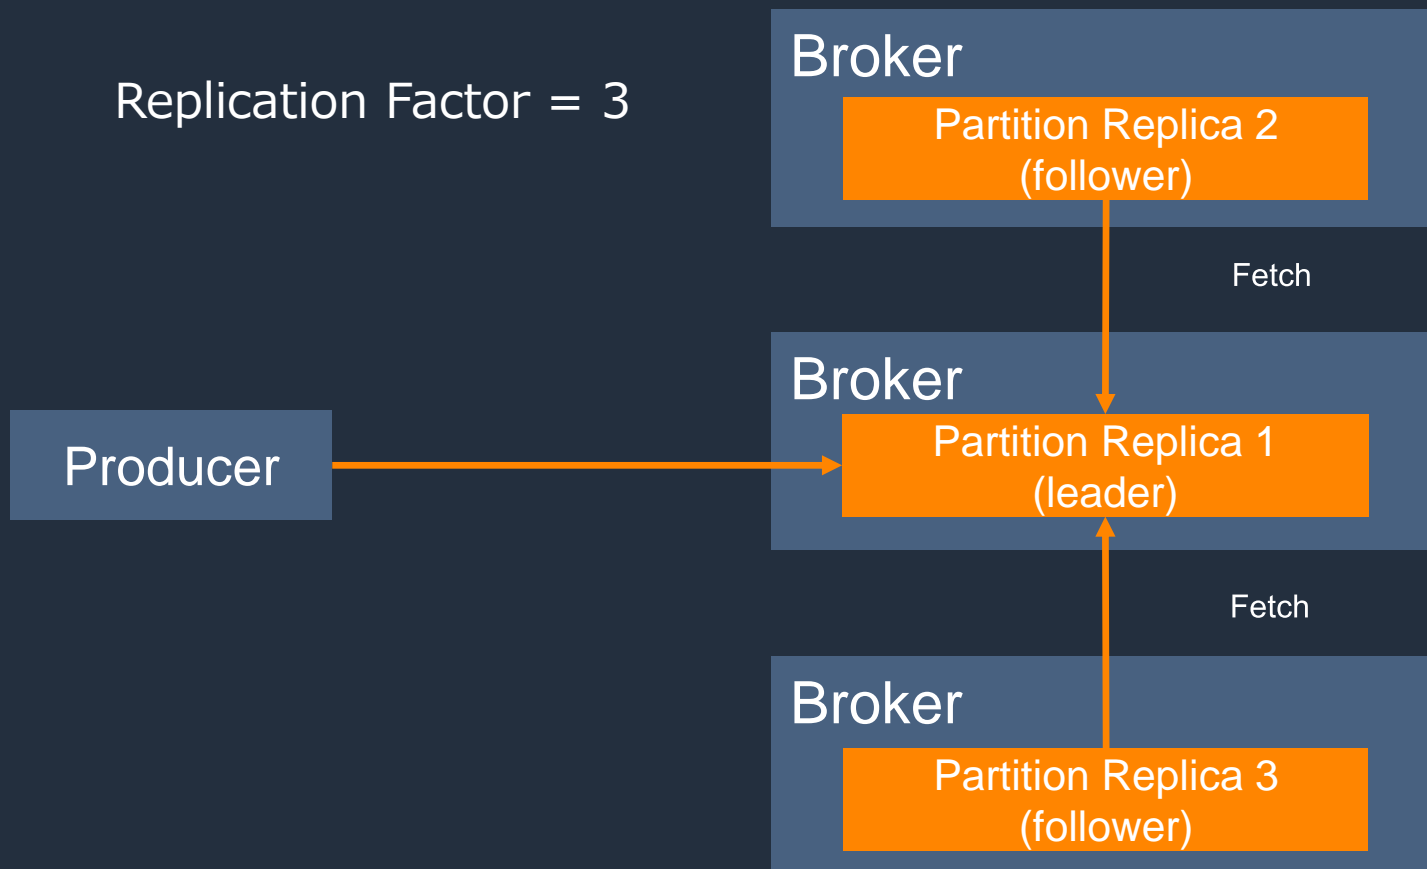 Replication Factor = 3
Broker
Partition Replica 2
(follower)
Fetch
Broker
Partition Replica 1
(leader)
Producer
Fetch
Broker
Partition Replica 3
(follower)